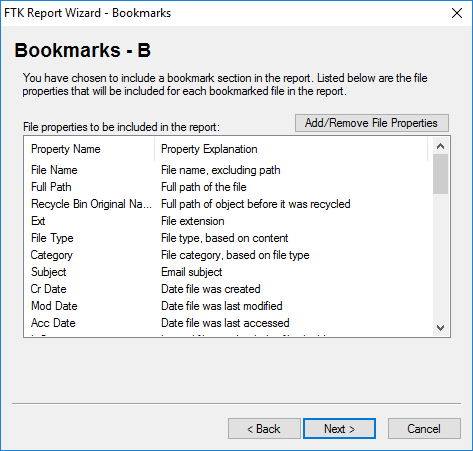 FTK Report Wizard - Bookmarks
Bookmarks - B
You have chosen to include a bookmark section in the report. Listed below are the file
properties that will be included for each bookmarked file in the report.
File properties to be included in the report:
Add/Remove File Properties
Property Name Property Explanation
File Name File name, excluding path
Full Path Full path of the file
Recycle Bin Original Na... Full path of object before it was recycled
Ext File extension
File Type File type, based on content
Category File category, based on file type
Subject Email subject
Cr Date Date file was created
Mod Date Date file was last modified
Acc Date Date file was last accessed
< Back Next > Cancel